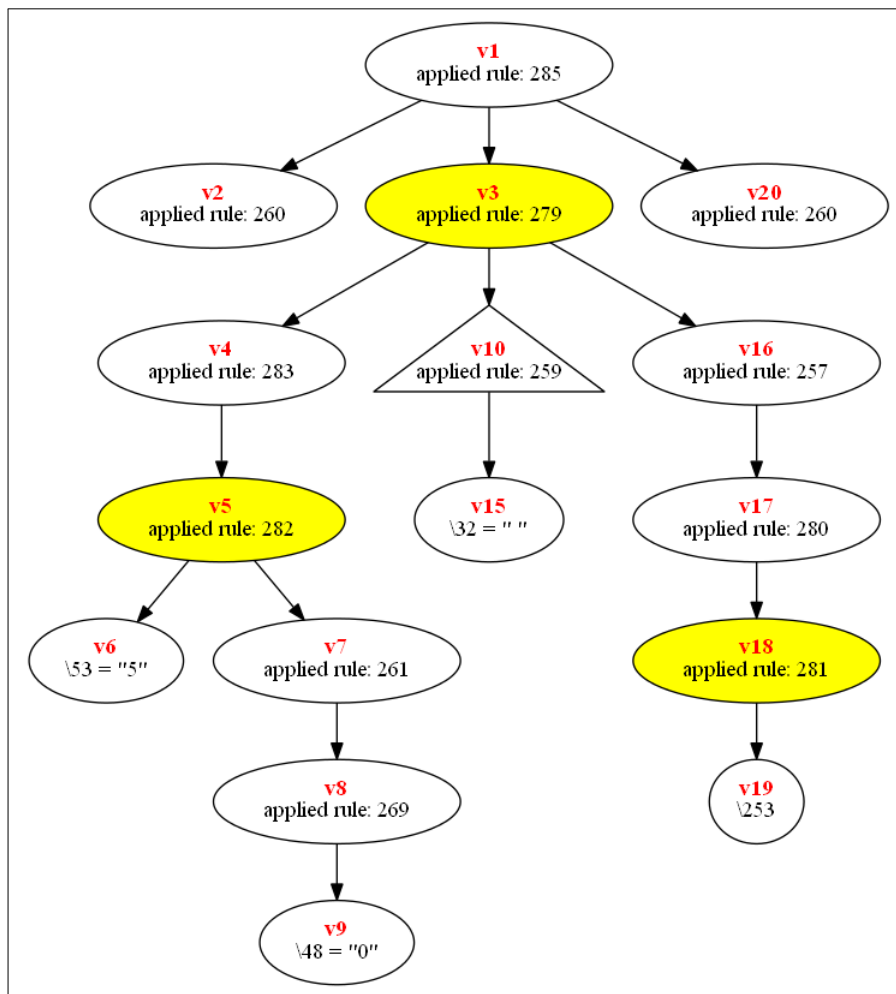 v1
applied rule: 285
v2
applied rule: 260
v3
applied rule: 279
v20
applied rule: 260
v4
applied rule: 283
v10
applied rule: 259
v16
applied rule: 257
v5
applied rule: 282
v15
\32 = " "
v17
applied rule: 280
v6
\53 = "5"
v7
applied rule: 261
v18
applied rule: 281
v8
applied rule: 269
v19
\253
v9
\48 = "0"